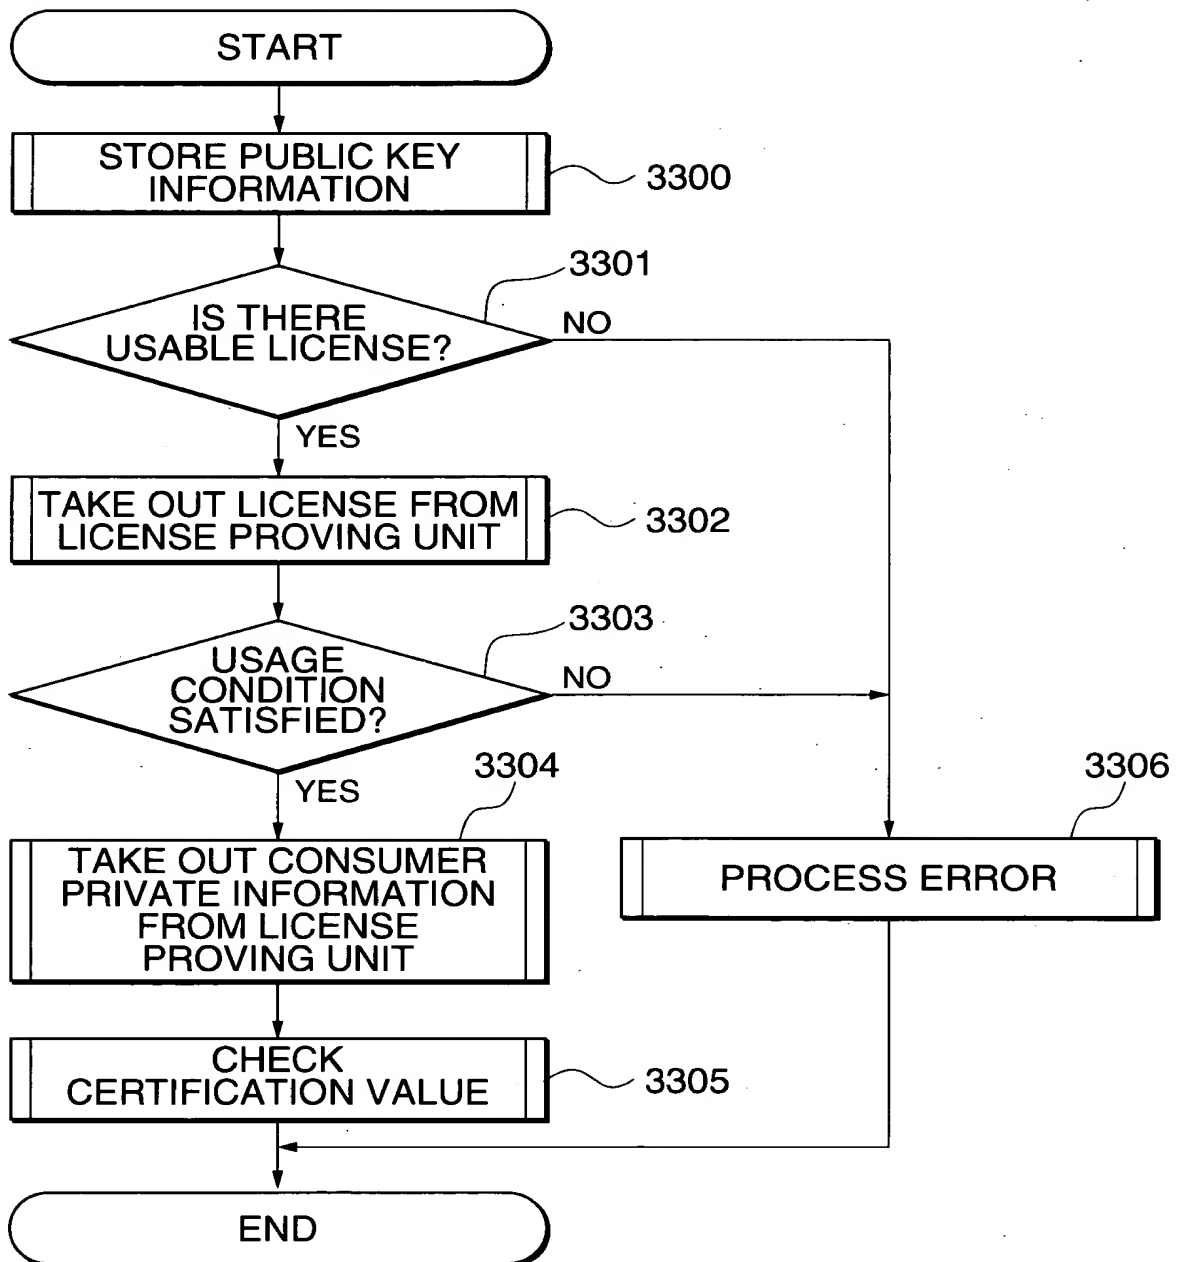 START
STORE PUBLIC KEY
INFORMATION
3300
3301
IS THERE
USABLE LICENSE?
NO
YES
TAKE OUT LICENSE FROM
LICENSE PROVING UNIT
3302
3303
USAGE
CONDITION
SATISFIED?
NO
YES
3304
3306
TAKE OUT CONSUMER
PRIVATE INFORMATION
FROM LICENSE
PROVING UNIT
PROCESS ERROR
CHECK
CERTIFICATION VALUE
3305
END